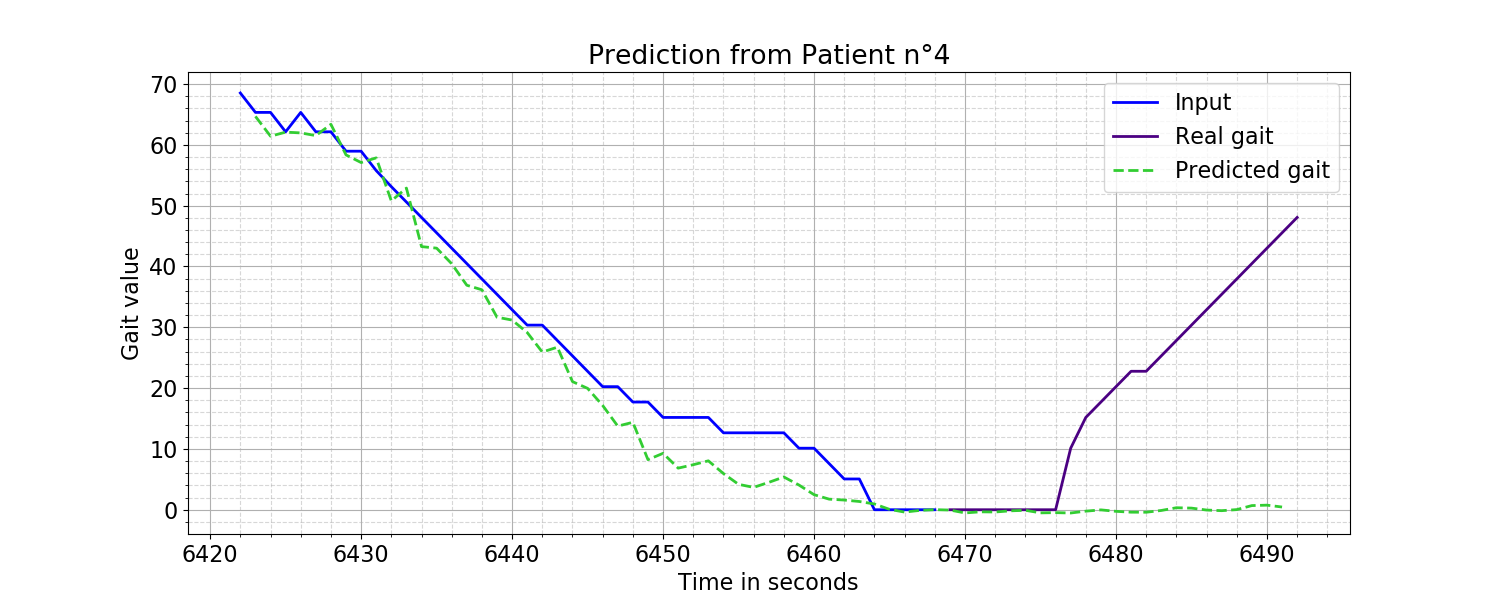 Prediction from Patient n°4
Input
Real gait
Predicted gait
Gait value
70
60
50
40
30
20
10
0
6420 6430 6440 6450 6460 6470 6480 6490
Time in seconds